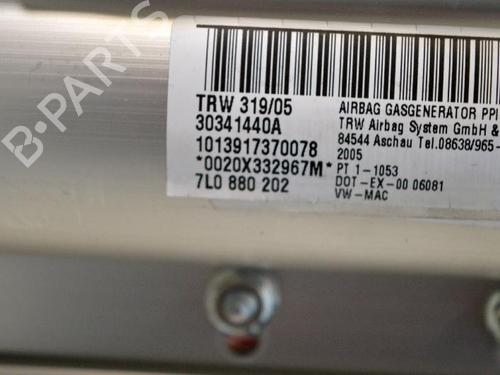 B-PARTS
TRW 319/05
30341440A
1013917370078
*0020X332967M*
7L0 880 202
AIRBAG GASGENERATOR PPI
TRW Airbag System GmbH &
84544 Aschau Tel.08638/965-
2005
PT 1-1053
DOT-EX-00 06081
VW-MAC